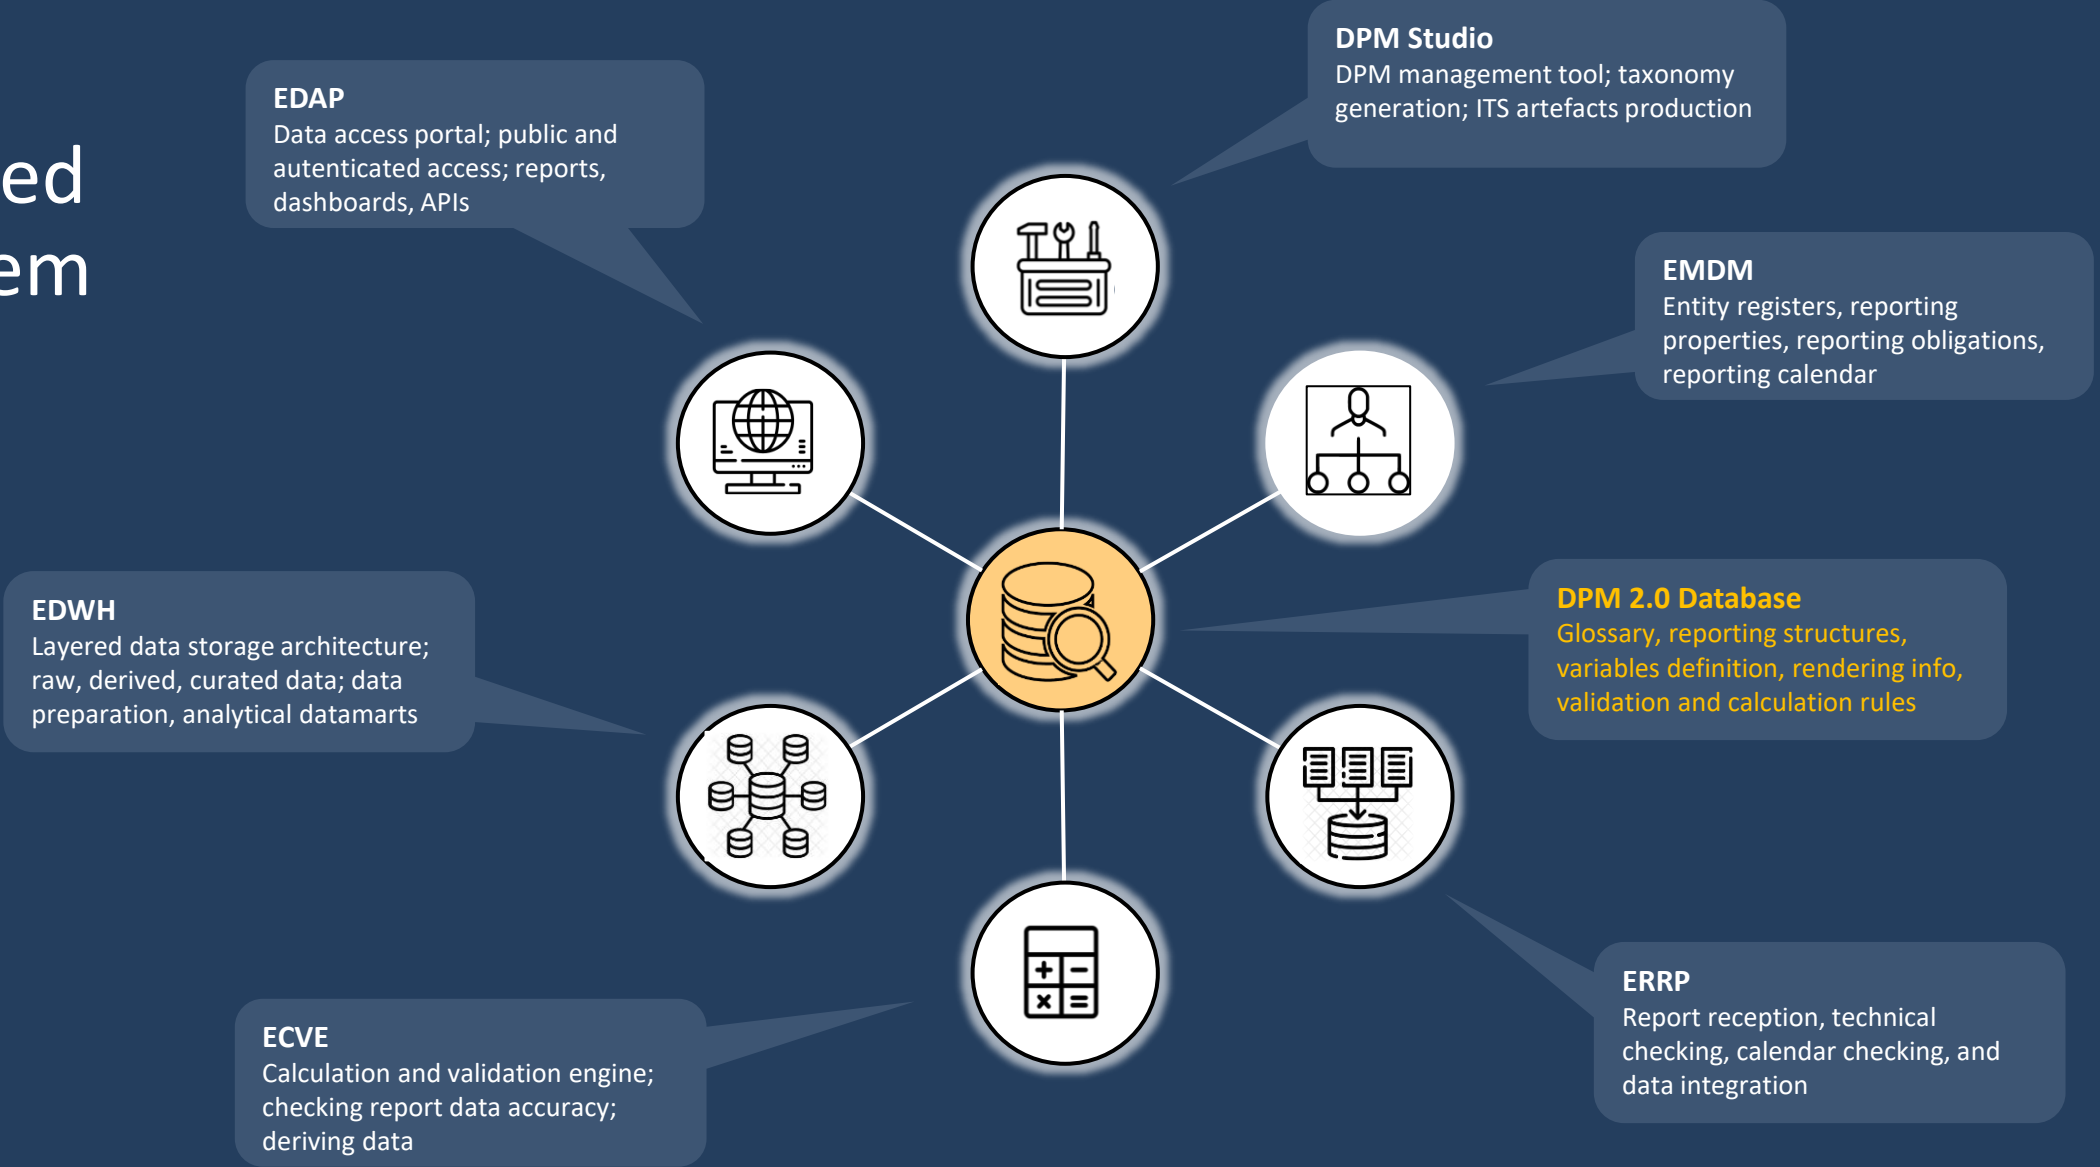 ed
em
EDAP
Data access portal; public and
autenticated access; reports,
dashboards, APIs
DPM Studio
DPM management tool; taxonomy
generation; ITS artefacts production
EMDM
Entity registers, reporting
properties, reporting obligations,
reporting calendar
EDWH
Layered data storage architecture;
raw, derived, curated data; data
preparation, analytical datamarts
DPM 2.0 Database
Glossary, reporting structures,
variables definition, rendering info,
validation and calculation rules
ECVE
Calculation and validation engine;
checking report data accuracy;
deriving data
ERRP
Report reception, technical
checking, calendar checking, and
data integration